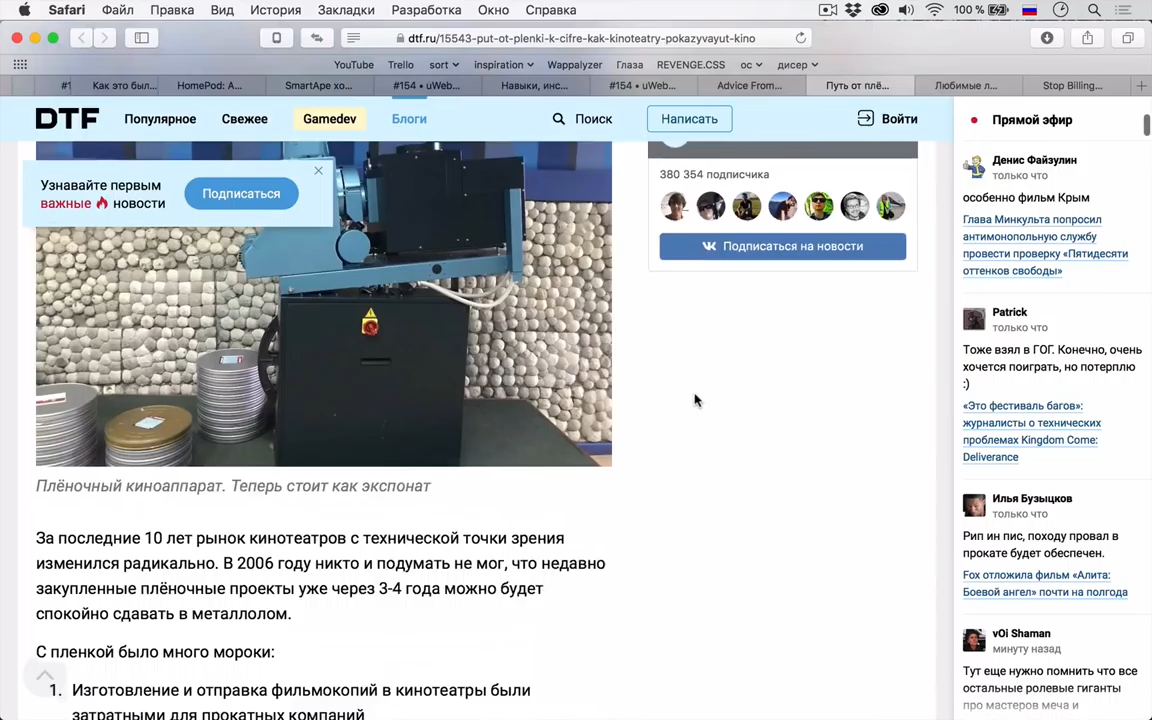 Safari Файл Правка Вид История Закладки Разработка Окно Справка 100 %
dtf.ru/15543-put-ot-plenki-k-cifre-kak-kinoteatry-pokazyvayut-kino
YouTube Trello sort inspiration Wappalyzer Глаза REVENGE.CSS ос дисер
#1 Как это был... HomePod: A... SmartApe хо... #154 • uWeb... Навыки, инс... #154 • uWeb... Advice From... Путь от плё... Любимые л... Stop Billing...
DTF Популярное Свежее Gamedev Блоги Поиск Написать Войти
Узнавайте первым
важные новости
Подписаться
380 354 подписчика
Подписаться на новости
Плёночный киноаппарат. Теперь стоит как экспонат
За последние 10 лет рынок кинотеатров с технической точки зрения
изменился радикально. В 2006 году никто и подумать не мог, что недавно
закупленные плёночные проекты уже через 3-4 года можно будет
спокойно сдавать в металлолом.
С пленкой было много мороки:
1. Изготовление и отправка фильмокопий в кинотеатры были
затратными для прокатных компаний
Прямой эфир
Денис Файзулин
только что
особенно фильм Крым
Глава Минкульта попросил
антимонопольную службу
провести проверку «Пятидесяти
оттенков свободы»
Patrick
только что
Тоже взял в ГОГ. Конечно, очень
хочется поиграть, но потерплю
:)
«Это фестиваль багов»:
журналисты о технических
проблемах Kingdom Come:
Deliverance
Илья Бузыцков
только что
Рип ин пис, походу провал в
прокате будет обеспечен.
Fox отложила фильм «Алита:
Боевой ангел» почти на полгода
vOi Shaman
минуту назад
Тут еще нужно помнить что все
остальные ролевые гиганты
про мастеров меча и